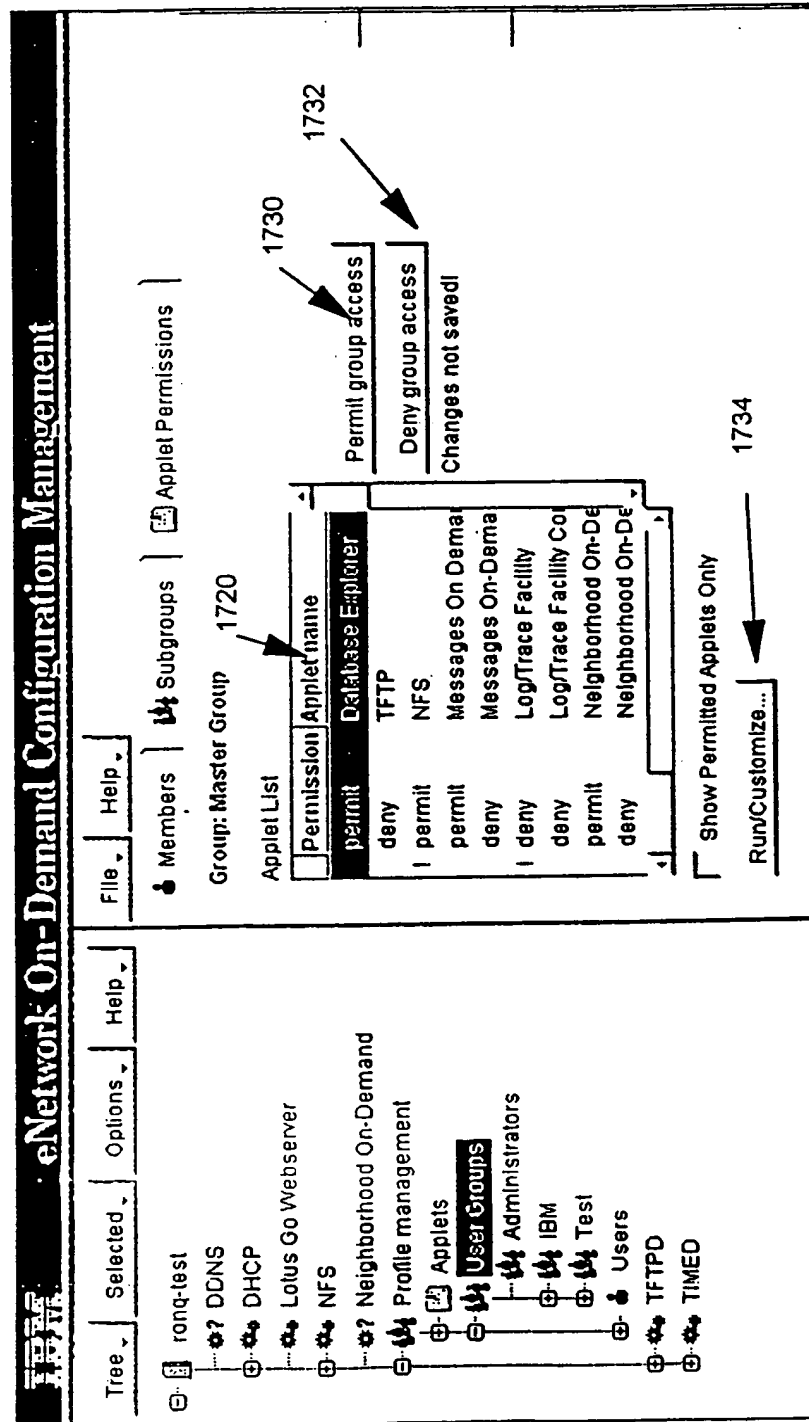 IBM
eNetwork On-Demand Configuration Management
Tree Selected Options Help
ronq-test
? DDNS
DHCP
Lotus Go Webserver
NFS
? Neighborhood On-Demand
Profile management
Applets
User Groups
Administrators
IBM
Test
Users
TFTPD
TIMED
File Help
Members Subgroups Applet Permissions
Group: Master Group
Applet List
1720
Permission Applet name
permit Database Explorer
deny TFTP
! permit NFS
permit Messages On Deman
deny Messages On-Dema
! deny Log/Trace Facility
deny Log/Trace Facility Con
permit Neighborhood On-De
deny Neighborhood On-De
Permit group access
1730
Deny group access
1732
Changes not saved!
Show Permitted Applets Only
Run/Customize...
1734